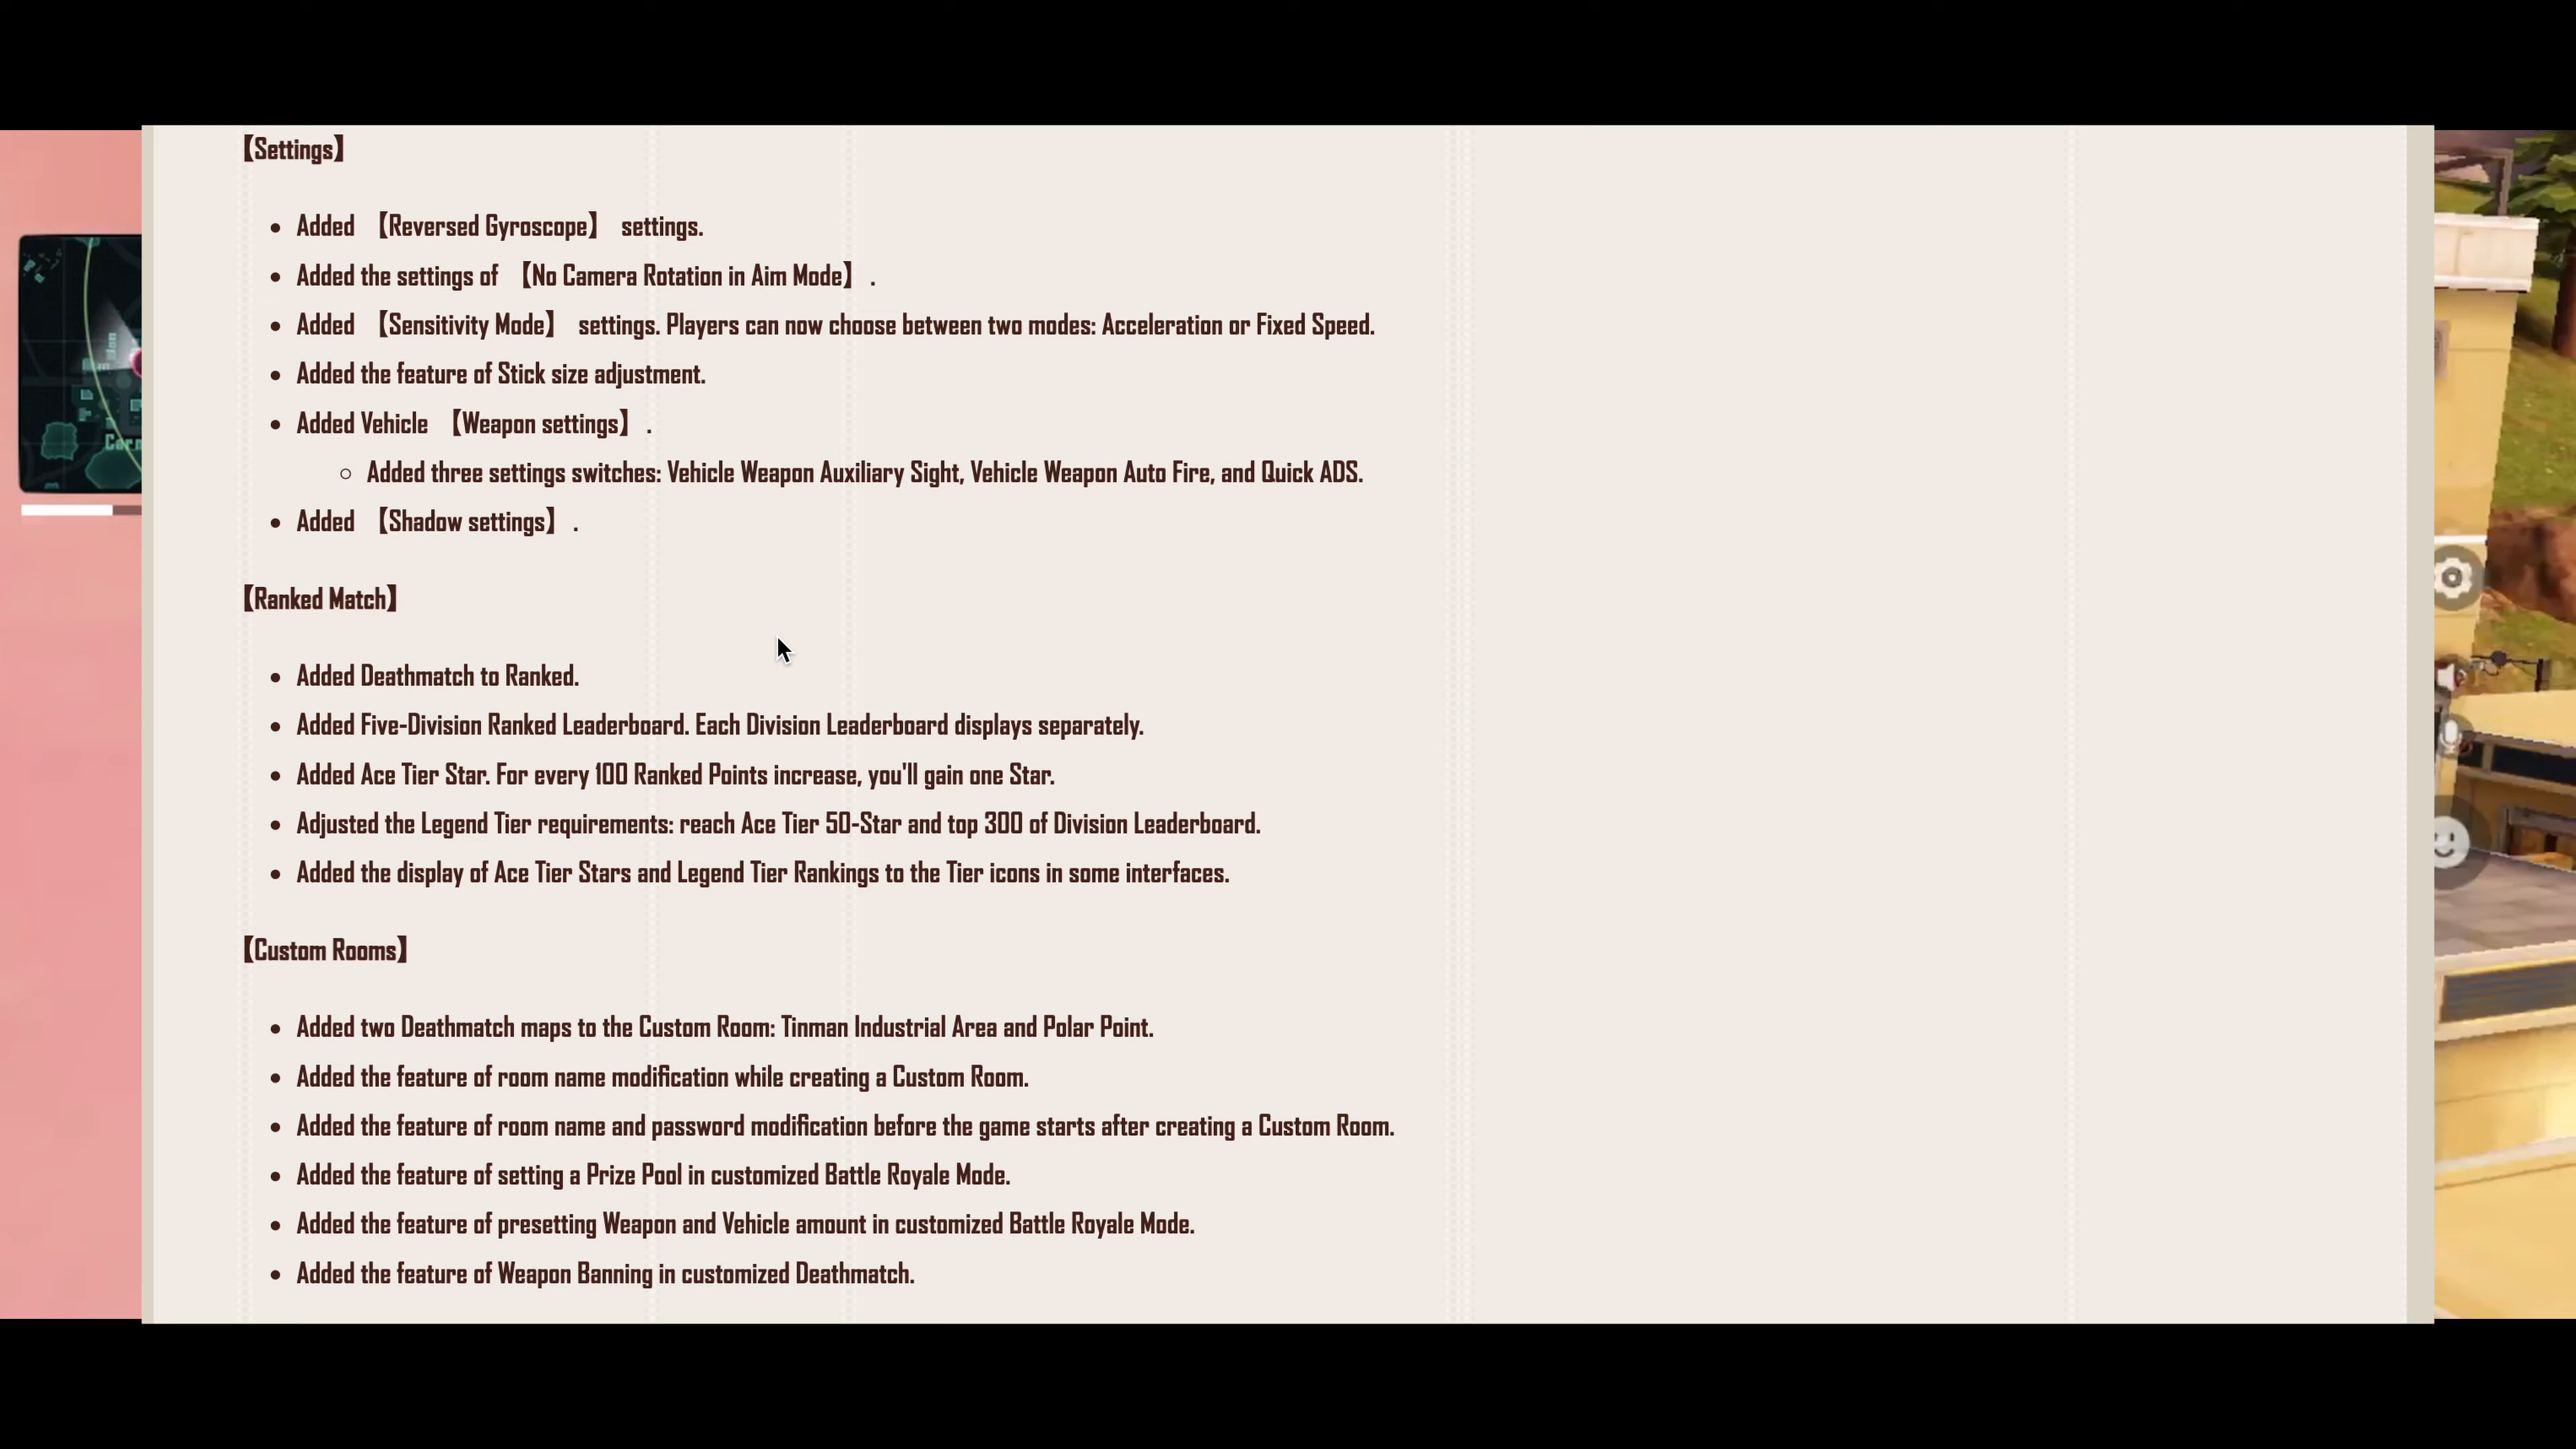 【Settings】
• Added 【Reversed Gyroscope】 settings.
• Added the settings of 【No Camera Rotation in Aim Mode】 .
• Added 【Sensitivity Mode】 settings. Players can now choose between two modes: Acceleration or Fixed Speed.
• Added the feature of Stick size adjustment.
• Added Vehicle 【Weapon settings】 .
○ Added three settings switches: Vehicle Weapon Auxiliary Sight, Vehicle Weapon Auto Fire, and Quick ADS.
• Added 【Shadow settings】 .
【Ranked Match】
• Added Deathmatch to Ranked.
• Added Five-Division Ranked Leaderboard. Each Division Leaderboard displays separately.
• Added Ace Tier Star. For every 100 Ranked Points increase, you'll gain one Star.
• Adjusted the Legend Tier requirements: reach Ace Tier 50-Star and top 300 of Division Leaderboard.
• Added the display of Ace Tier Stars and Legend Tier Rankings to the Tier icons in some interfaces.
【Custom Rooms】
• Added two Deathmatch maps to the Custom Room: Tinman Industrial Area and Polar Point.
• Added the feature of room name modification while creating a Custom Room.
• Added the feature of room name and password modification before the game starts after creating a Custom Room.
• Added the feature of setting a Prize Pool in customized Battle Royale Mode.
• Added the feature of presetting Weapon and Vehicle amount in customized Battle Royale Mode.
• Added the feature of Weapon Banning in customized Deathmatch.